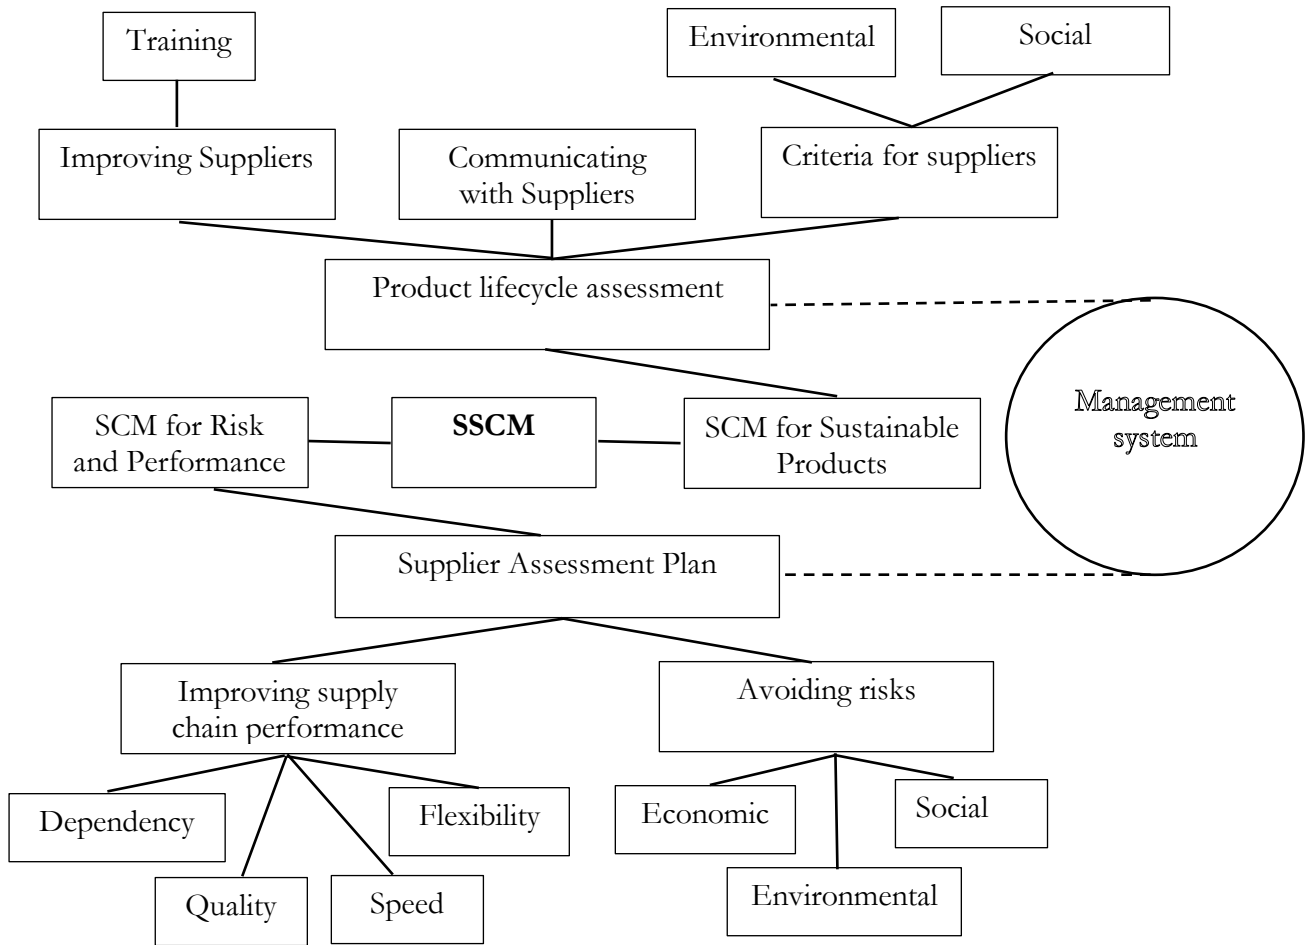 Training
Environmental
Social
Improving Suppliers
Communicating
with Suppliers
Criteria for suppliers
Product lifecycle assessment
SCM for Risk
and Performance
SSCM
SCM for Sustainable
Products
Management
system
Supplier Assessment Plan
Improving supply
chain performance
Avoiding risks
Dependency
Flexibility
Economic
Social
Quality
Speed
Environmental